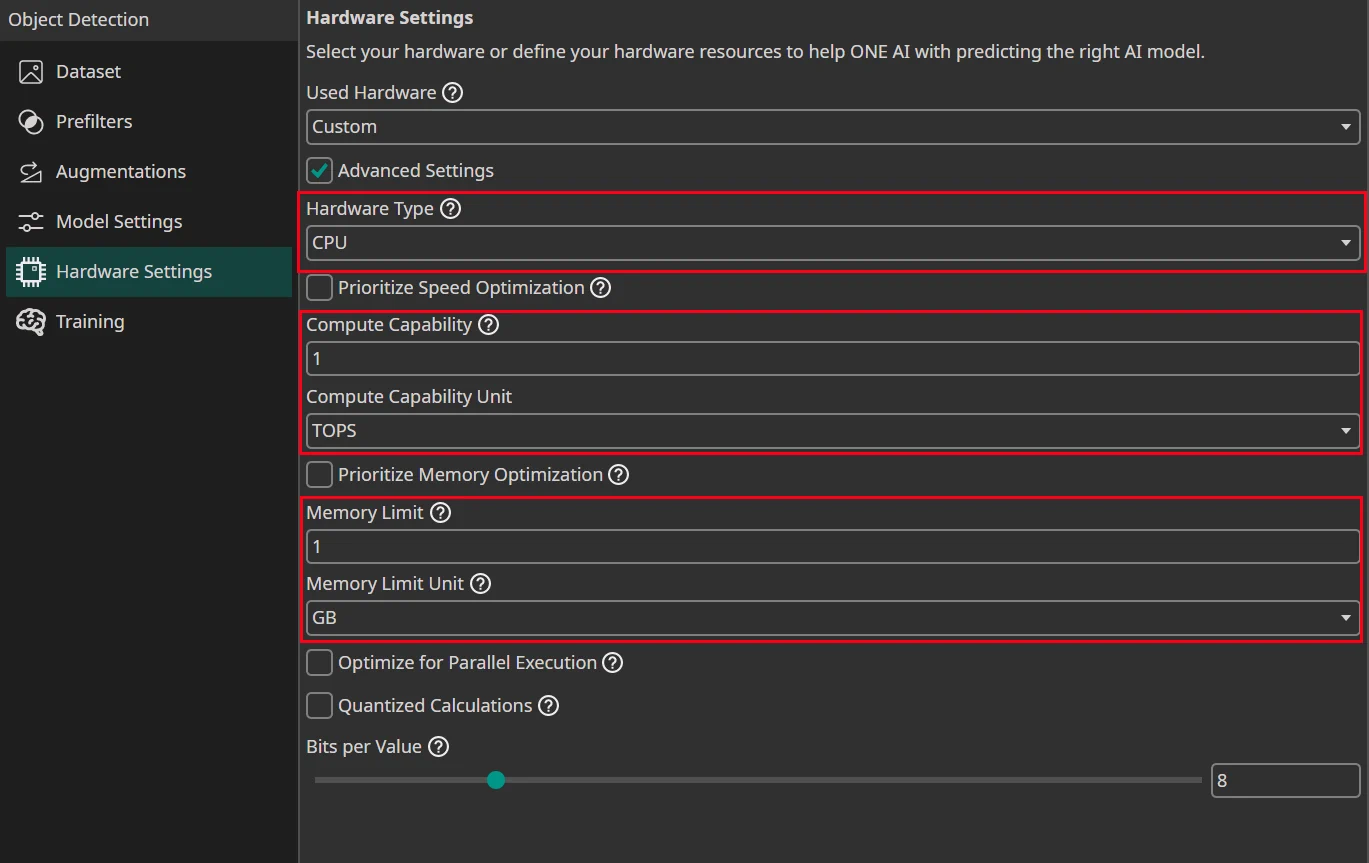 Object Detection
Dataset
Prefilters
Augmentations
Model Settings
Hardware Settings
Training
Hardware Settings
Select your hardware or define your hardware resources to help ONE AI with predicting the right AI model.
Used Hardware ?
Custom
Advanced Settings
Hardware Type ?
CPU
Prioritize Speed Optimization ?
Compute Capability ?
1
Compute Capability Unit
TOPS
Prioritize Memory Optimization ?
Memory Limit ?
1
Memory Limit Unit ?
GB
Optimize for Parallel Execution ?
Quantized Calculations ?
Bits per Value ?
8